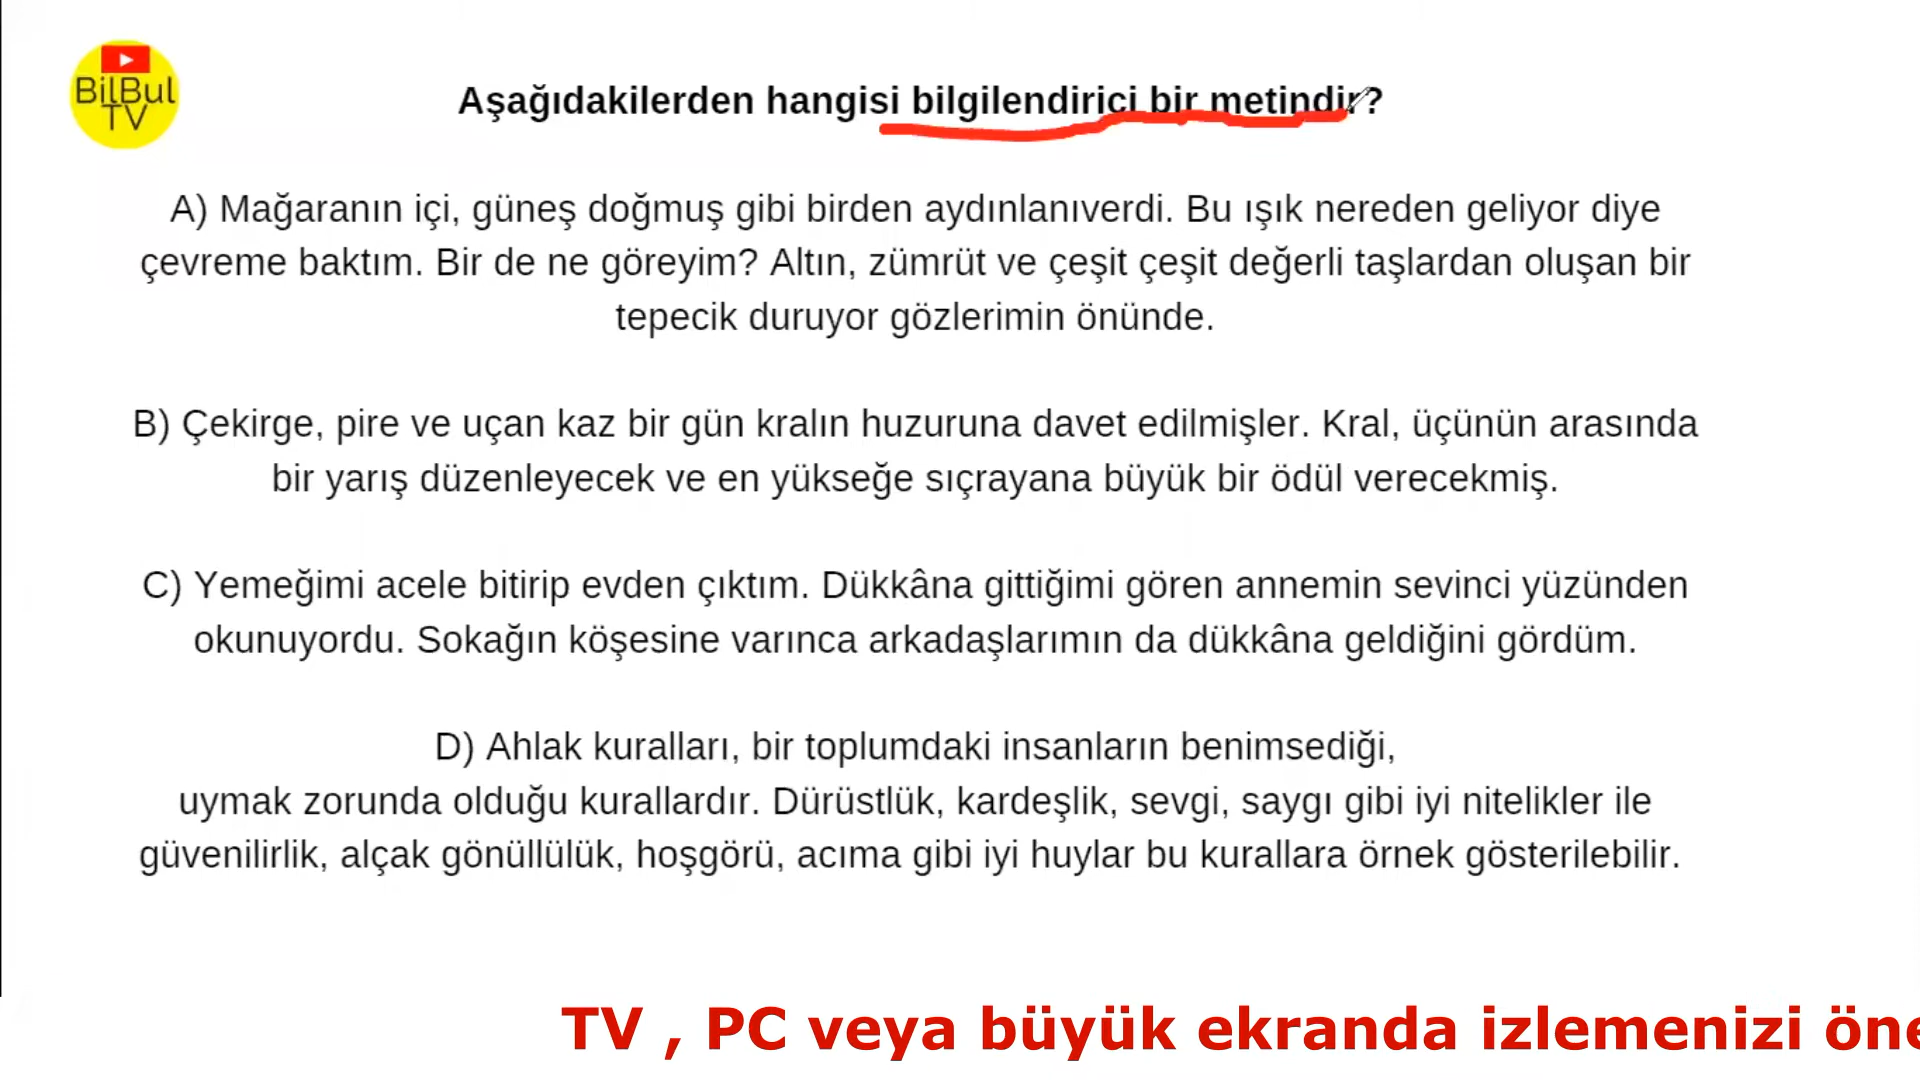 BilBul
TV
Aşağıdakilerden hangisi bilgilendirici bir metindir?
A) Mağaranın içi, güneş doğmuş gibi birden aydınlanıverdi. Bu ışık nereden geliyor diye
çevreme baktım. Bir de ne göreyim? Altın, zümrüt ve çeşit çeşit değerli taşlardan oluşan bir
tepecik duruyor gözlerimin önünde.
B) Çekirge, pire ve uçan kaz bir gün kralın huzuruna davet edilmişler. Kral, üçünün arasında
bir yarış düzenleyecek ve en yükseğe sıçrayana büyük bir ödül verecekmiş.
C) Yemeğimi acele bitirip evden çıktım. Dükkâna gittiğimi gören annemin sevinci yüzünden
okunuyordu. Sokağın köşesine varınca arkadaşlarımın da dükkâna geldiğini gördüm.
D) Ahlak kuralları, bir toplumdaki insanların benimsediği,
uymak zorunda olduğu kurallardır. Dürüstlük, kardeşlik, sevgi, saygı gibi iyi nitelikler ile
güvenilirlik, alçak gönüllülük, hoşgörü, acıma gibi iyi huylar bu kurallara örnek gösterilebilir.
TV , PC veya büyük ekranda izlemenizi öne